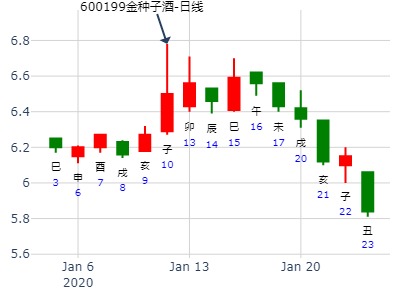 600199金种子酒-日线
6.8
6.6
6.4
6.2
6
5.8
5.6
巳
3
申
6
酉
7
戌
8
亥
9
子
10
卯
13
辰
14
巳
15
午
16
未
17
戌
20
亥
21
子
22
丑
23
Jan 6
2020
Jan 13
Jan 20